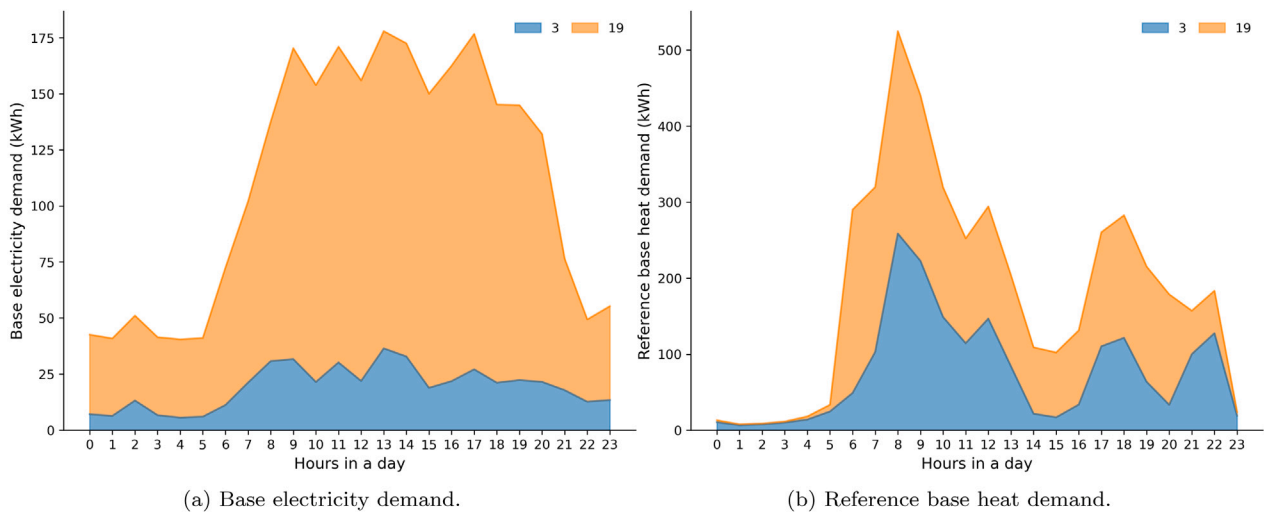 3 19
175
150
125
100
75
50
25
0
Base electricity demand (kWh)
0 1 2 3 4 5 6 7 8 9 10 11 12 13 14 15 16 17 18 19 20 21 22 23
Hours in a day
(a) Base electricity demand.
3 19
500
400
300
200
100
0
Reference base heat demand (kWh)
0 1 2 3 4 5 6 7 8 9 10 11 12 13 14 15 16 17 18 19 20 21 22 23
Hours in a day
(b) Reference base heat demand.